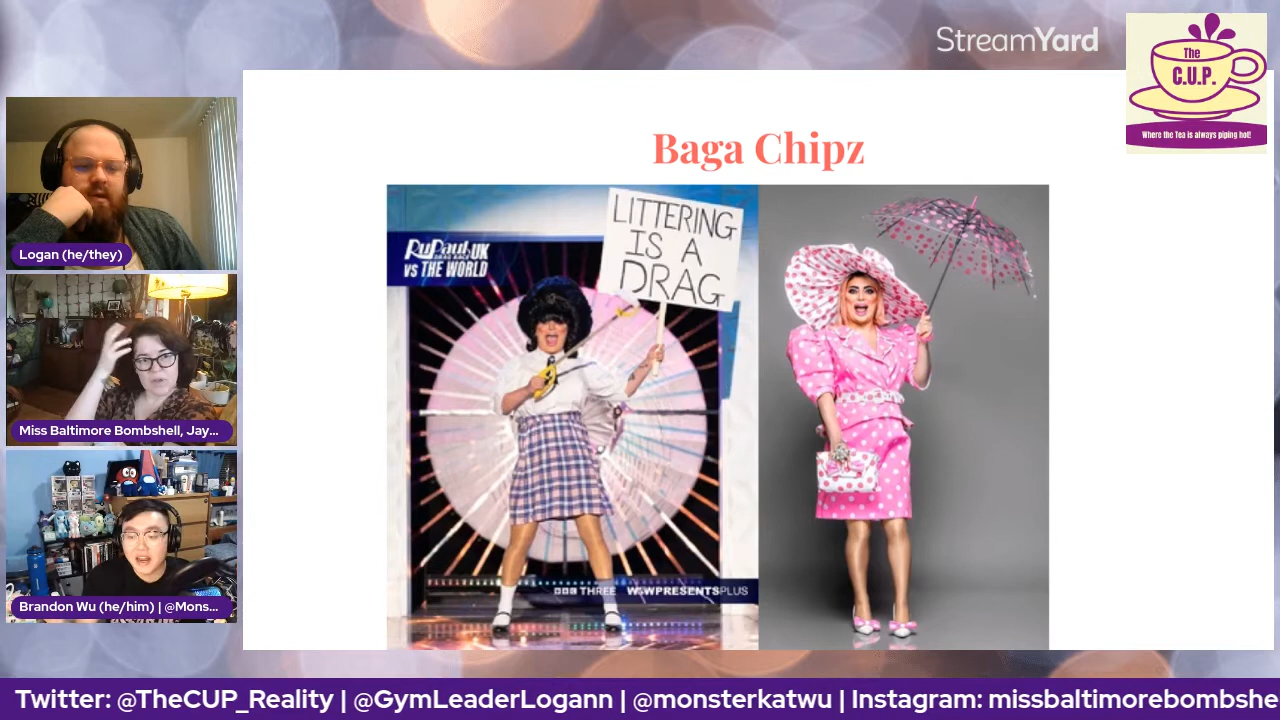 StreamYard
The
C.U.P.
Where the Tea is always piping hot!
Baga Chipz
LITTERING
IS A
DRAG
RuPaul's UK
DRAG RACE
vs THE WORLD
BBC THREE WOWPRESENTSPLUS
Logan (he/they)
Miss Baltimore Bombshell, Jay...
Brandon Wu (he/him) | @Mons...
Twitter: @TheCUP_Reality | @GymLeaderLogann | @monsterkatwu | Instagram: missbaltimorebombshe